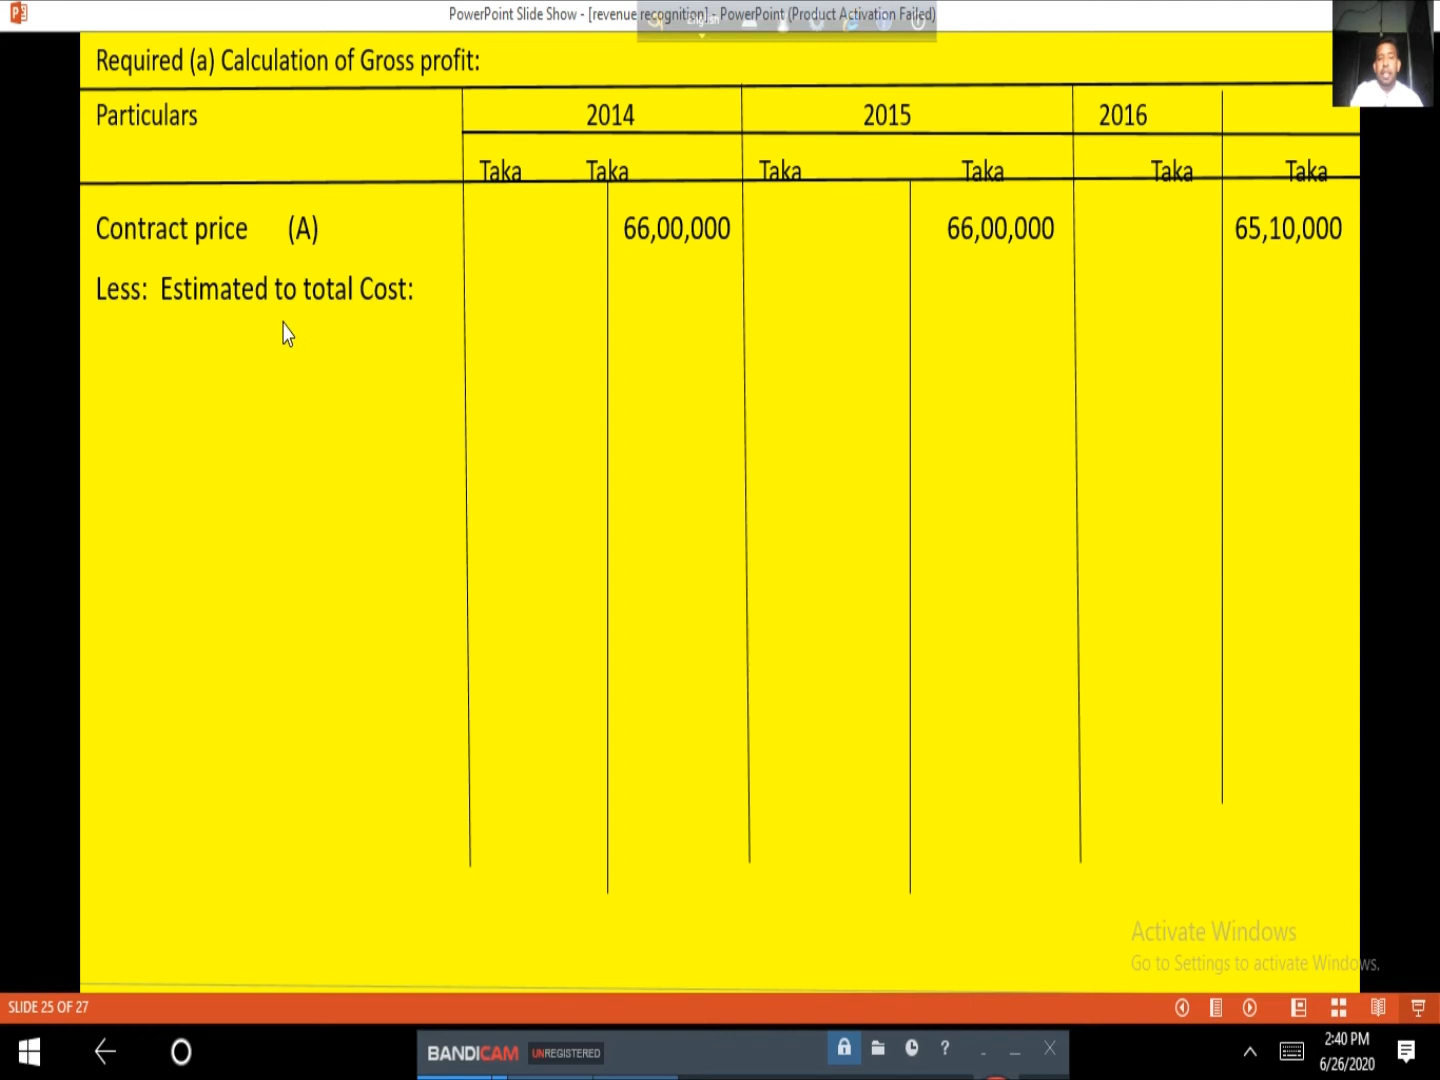 PowerPoint Slide Show - [revenue recognition] - PowerPoint (Product Activation Failed)
Required (a) Calculation of Gross profit:
Particulars 2014 2015 2016
Taka Taka Taka Taka Taka Taka
Contract price (A) 66,00,000 66,00,000 65,10,000
Less: Estimated to total Cost:
Activate Windows
Go to Settings to activate Windows.
SLIDE 25 OF 27
BANDICAM UNREGISTERED
2:40 PM
6/26/2020